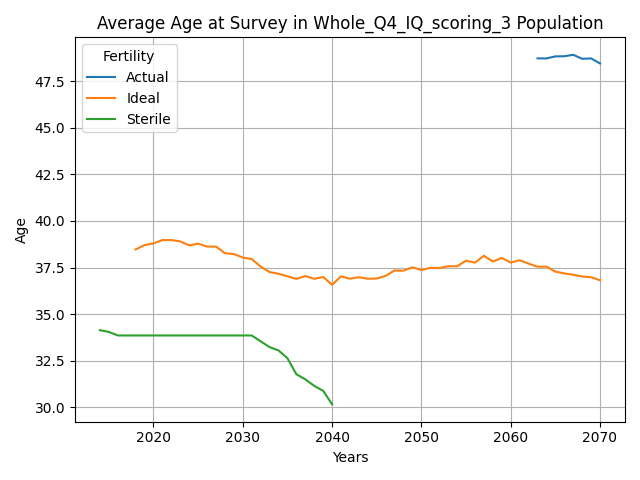 Average Age at Survey in Whole_Q4_IQ_scoring_3 Population
Fertility
Actual
Ideal
Sterile
Age
47.5
45.0
42.5
40.0
37.5
35.0
32.5
30.0
2020
2030
2040
2050
2060
2070
Years